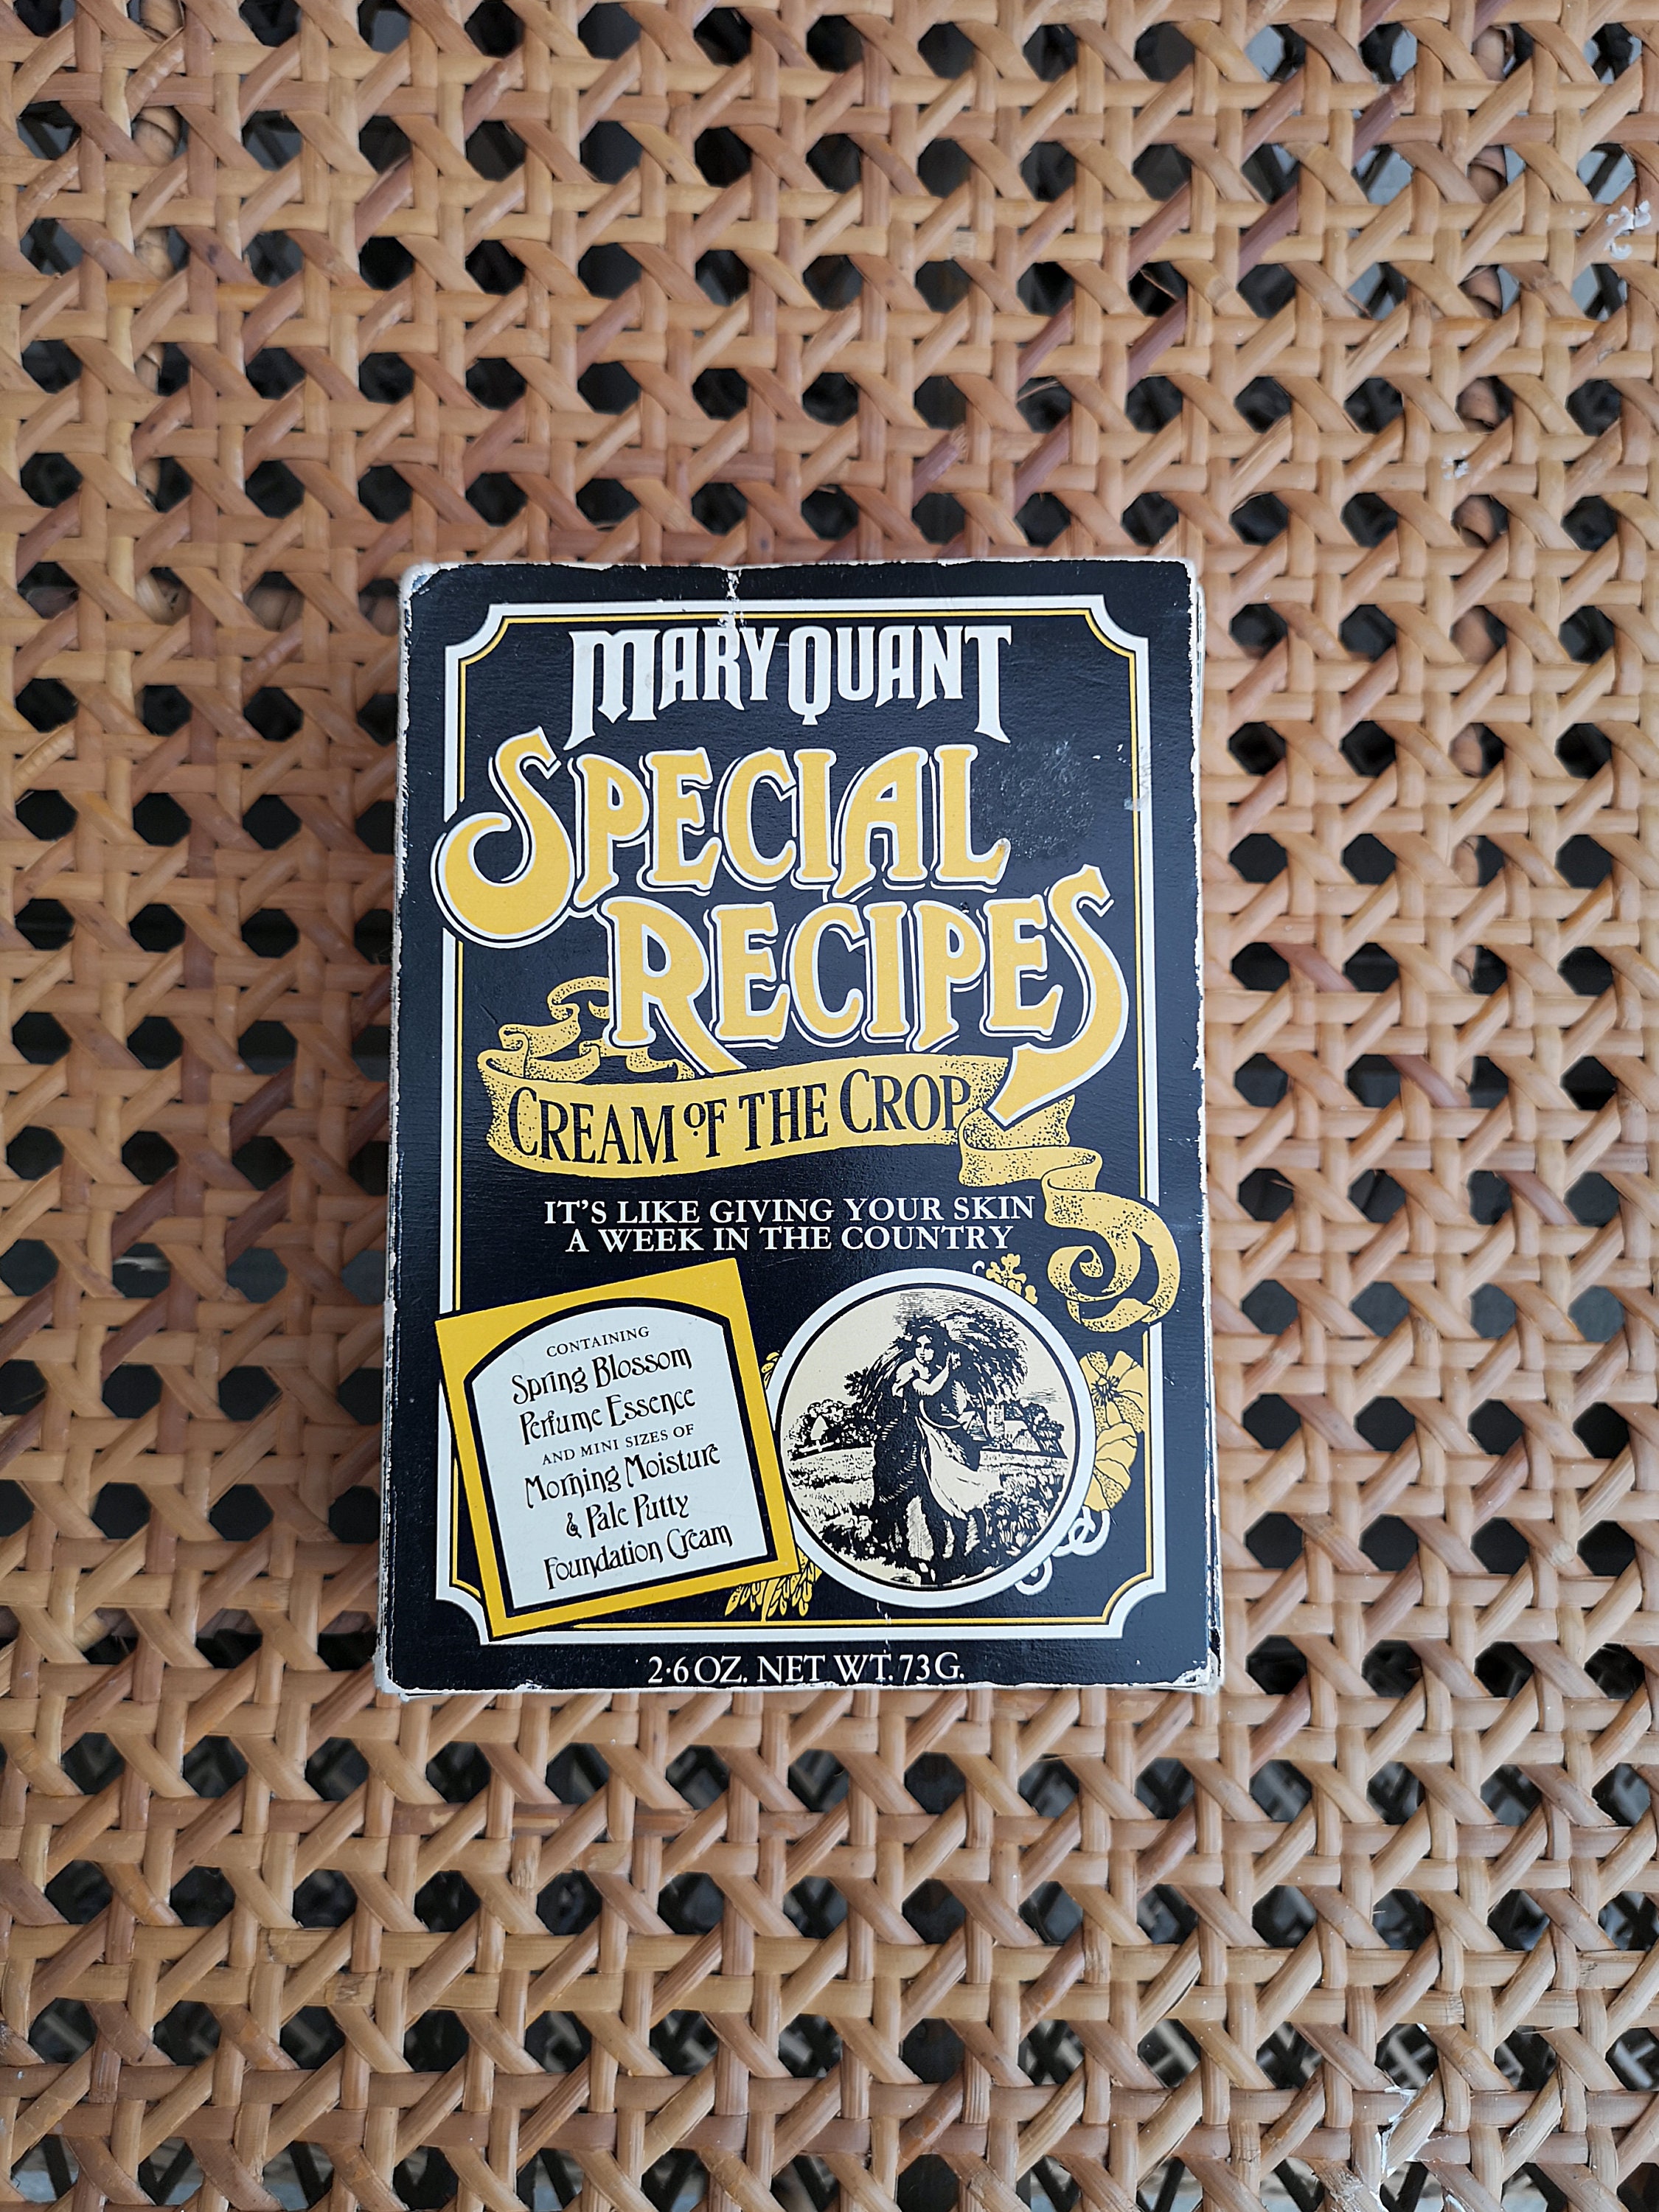 MARY QUANT
SPECIAL
RECIPES
CREAM OF THE CROP
IT'S LIKE GIVING YOUR SKIN
A WEEK IN THE COUNTRY
CONTAINING
Spring Blossom
Perfume Essence
AND MINI SIZES OF
Morning Moisture
& Pale Putty
Foundation Cream
2·6 OZ. NET WT. 73G.